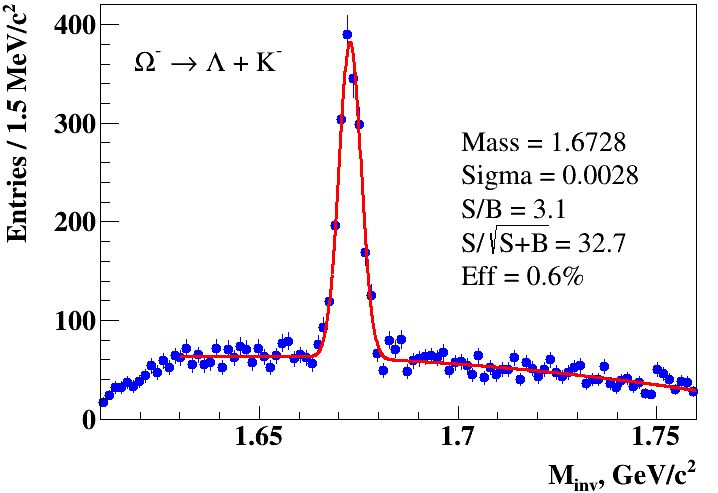 Entries / 1.5 MeV/c²
400
300
200
100
0
Ω⁻ → Λ + K⁻
Mass = 1.6728
Sigma = 0.0028
S/B = 3.1
S/√S+B = 32.7
Eff = 0.6%
1.65
1.7
1.75
M_inv, GeV/c²